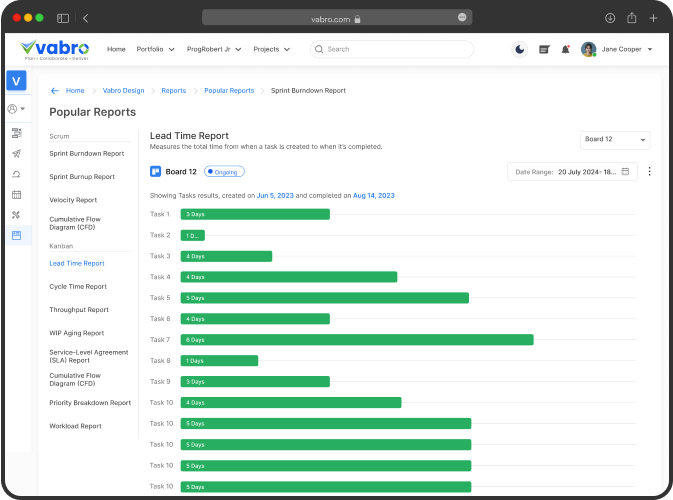 vabro.com
vabro
Plan • Collaborate • Deliver
Home Portfolio ProgRobert Jr Projects Search Jane Cooper
V
Home Vabro Design Reports Popular Reports Sprint Burndown Report
Popular Reports
Scrum
Sprint Burndown Report
Sprint Burnup Report
Velocity Report
Cumulative Flow
Diagram (CFD)
Kanban
Lead Time Report
Cycle Time Report
Throughput Report
WIP Aging Report
Service-Level Agreement
(SLA) Report
Cumulative Flow
Diagram (CFD)
Priority Breakdown Report
Workload Report
Lead Time Report
Measures the total time from when a task is created to when it's completed.
Board 12
Board 12 Ongoing
Date Range: 20 July 2024- 18...
Showing Tasks results, created on Jun 5, 2023 and completed on Aug 14, 2023
Task 1 3 Days
Task 2 1 D...
Task 3 4 Days
Task 4 4 Days
Task 5 5 Days
Task 6 4 Days
Task 7 6 Days
Task 8 1 Days
Task 9 3 Days
Task 10 4 Days
Task 10 5 Days
Task 10 5 Days
Task 10 5 Days
Task 10 5 Days